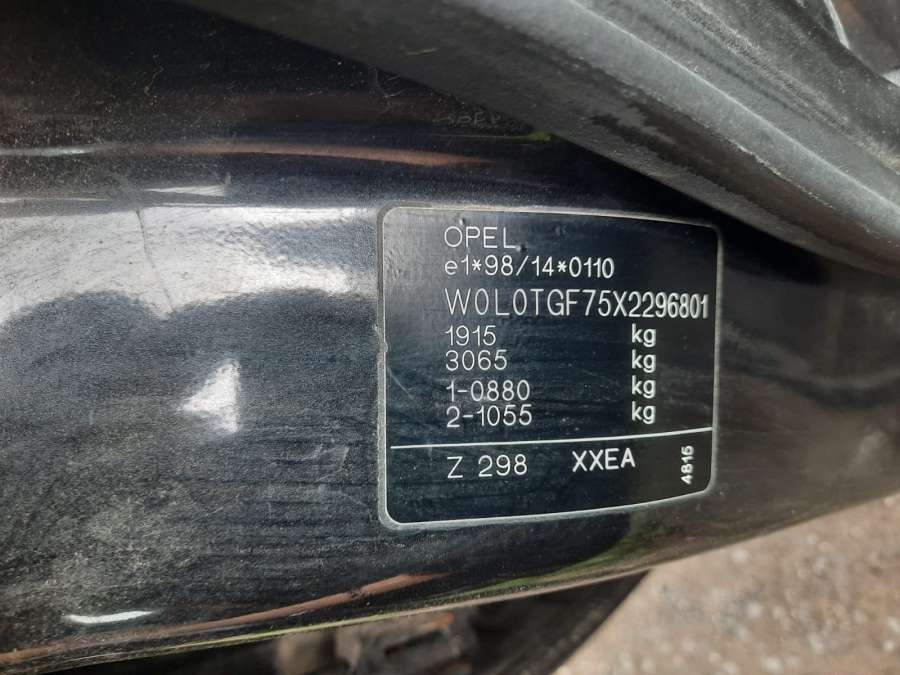 OPEL
e1*98/14*0110
W0L0TGF75X2296801
1915 kg
3065 kg
1-0880 kg
2-1055 kg
Z 298 XXEA 4815